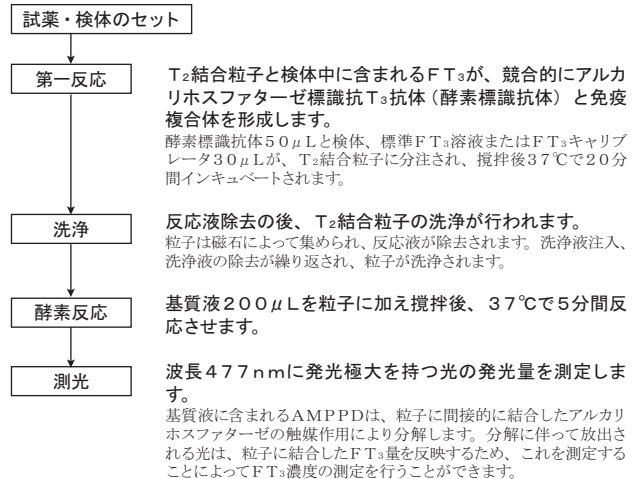 試薬・検体のセット
第一反応
T₂結合粒子と検体中に含まれるFT₃が、競合的にアルカ
リホスファターゼ標識抗T₃抗体（酵素標識抗体）と免疫
複合体を形成します。
酵素標識抗体50μLと検体、標準FT₃溶液またはFT₃キャリブ
レータ30μLが、T₂結合粒子に分注され、撹拌後37℃で20分
間インキュベートされます。
洗浄
反応液除去の後、T₂結合粒子の洗浄が行われます。
粒子は磁石によって集められ、反応液が除去されます。洗浄液注入、
洗浄液の除去が繰り返され、粒子が洗浄されます。
酵素反応
基質液200μLを粒子に加え撹拌後、37℃で5分間反
応させます。
測光
波長477nmに発光極大を持つ光の発光量を測定しま
す。
基質液に含まれるAMPPDは、粒子に間接的に結合したアルカリ
ホスファターゼの触媒作用により分解します。分解に伴って放出さ
れる光は、粒子に結合したFT₃量を反映するため、これを測定する
ことによってFT₃濃度の測定を行うことができます。